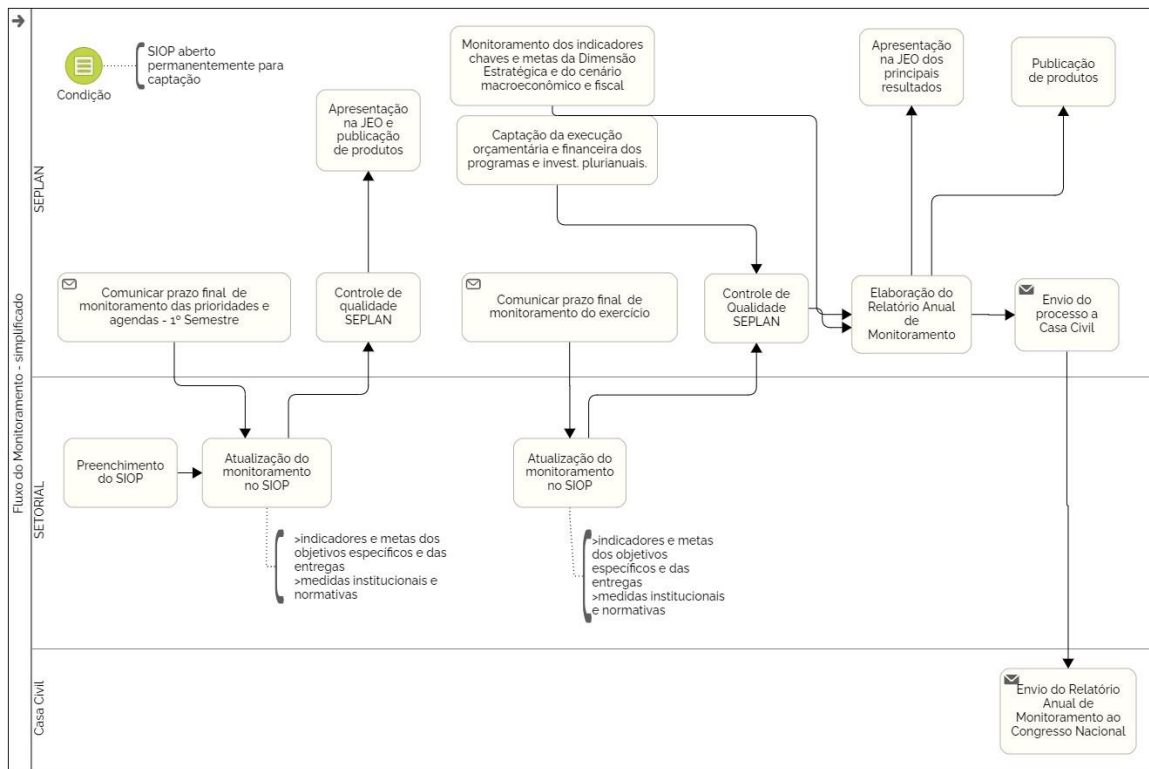 Fluxo do Monitoramento - simplificado
SEPLAN
Condição
SIOP aberto
permanentemente para
captação
Apresentação
na JEO e
publicação
de produtos
Monitoramento dos indicadores
chaves e metas da Dimensão
Estratégica e do cenário
macroeconômico e fiscal
Captação da execução
orçamentária e financeira dos
programas e invest. plurianuais.
Apresentação
na JEO dos
principais
resultados
Publicação
de produtos
Comunicar prazo final de
monitoramento das prioridades e
agendas - 1º Semestre
Controle de
qualidade
SEPLAN
Comunicar prazo final de
monitoramento do exercício
Controle de
Qualidade
SEPLAN
Elaboração do
Relatório Anual
de
Monitoramento
Envio do
processo a
Casa Civil
SETORIAL
Preenchimento
do SIOP
Atualização do
monitoramento
no SIOP
>indicadores e metas dos
objetivos específicos e das
entregas
>medidas institucionais e
normativas
Atualização do
monitoramento
no SIOP
>indicadores e metas
dos objetivos
específicos e das
entregas
>medidas institucionais
e normativas
Casa Civil
Envio do Relatório
Anual de
Monitoramento ao
Congresso Nacional